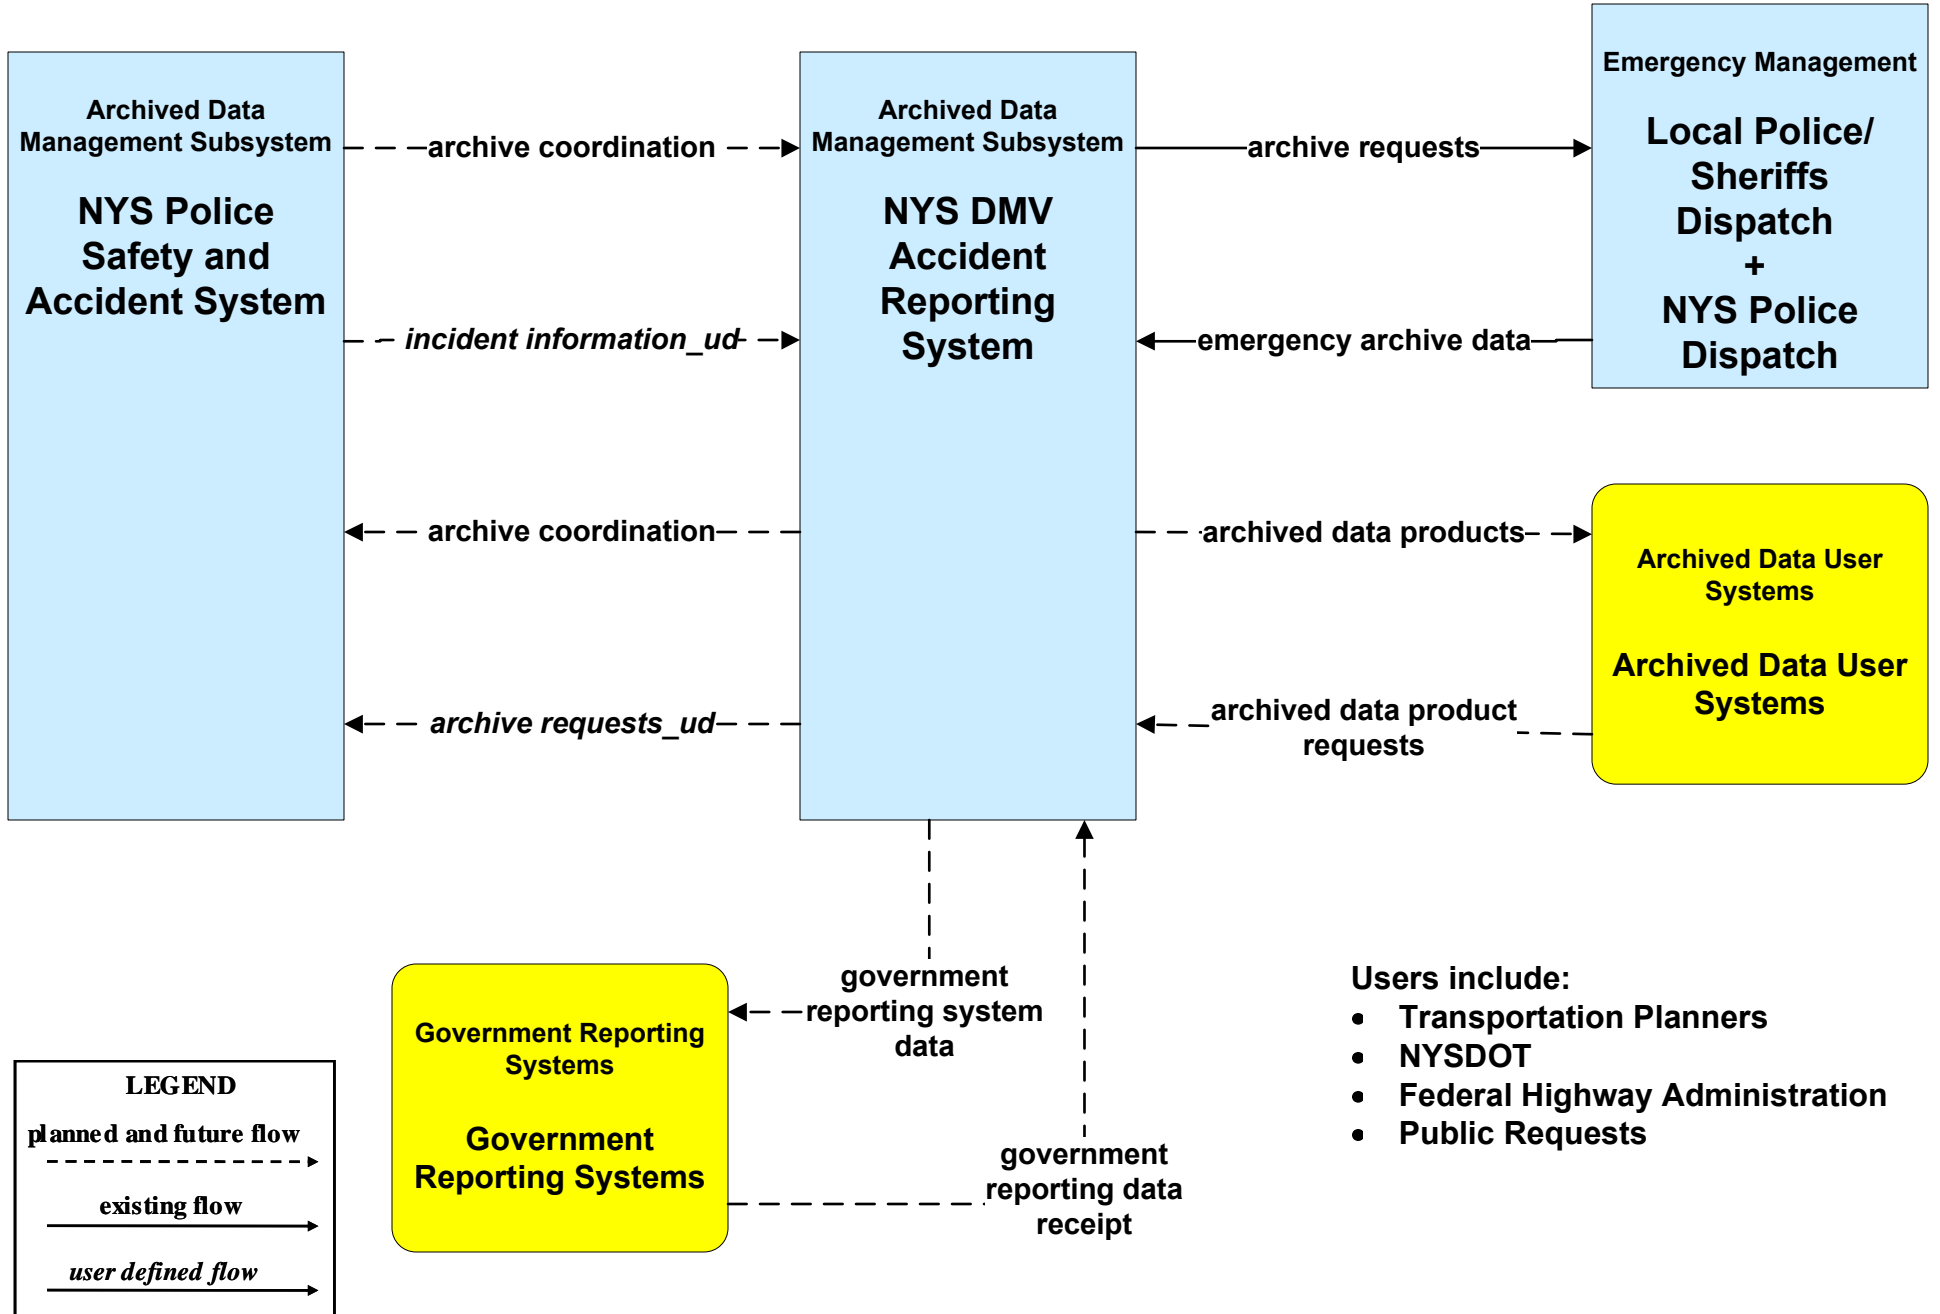 Archived Data
Management Subsystem
NYS Police
Safety and
Accident System
archive coordination
incident information_ud
archive coordination
archive requests_ud
Archived Data
Management Subsystem
NYS DMV
Accident
Reporting
System
archive requests
emergency archive data
archived data products
archived data product
requests
Emergency Management
Local Police/
Sheriffs
Dispatch
+
NYS Police
Dispatch
Archived Data User
Systems
Archived Data User
Systems
government
reporting system
data
Government Reporting
Systems
Government
Reporting Systems
government
reporting data
receipt
Users include:
• Transportation Planners
• NYSDOT
• Federal Highway Administration
• Public Requests
LEGEND
planned and future flow
existing flow
user defined flow